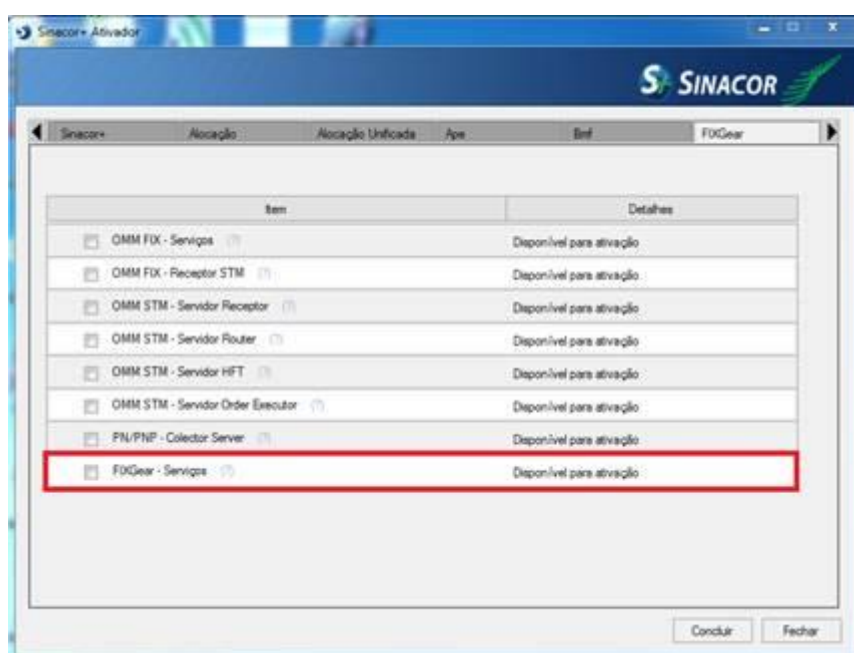 Sinacor+ Ativador
SINACOR
Sinacor+ Alocação Alocação Unificada Ape Bmf FIXGear
Item Detalhes
OMM FIX - Serviços (?) Disponível para ativação
OMM FIX - Receptor STM (?) Disponível para ativação
OMM STM - Servidor Receptor (?) Disponível para ativação
OMM STM - Servidor Router (?) Disponível para ativação
OMM STM - Servidor HFT (?) Disponível para ativação
OMM STM - Servidor Order Executor (?) Disponível para ativação
PN/PNP - Colector Server (?) Disponível para ativação
FIXGear - Serviços (?) Disponível para ativação
Concluir Fechar